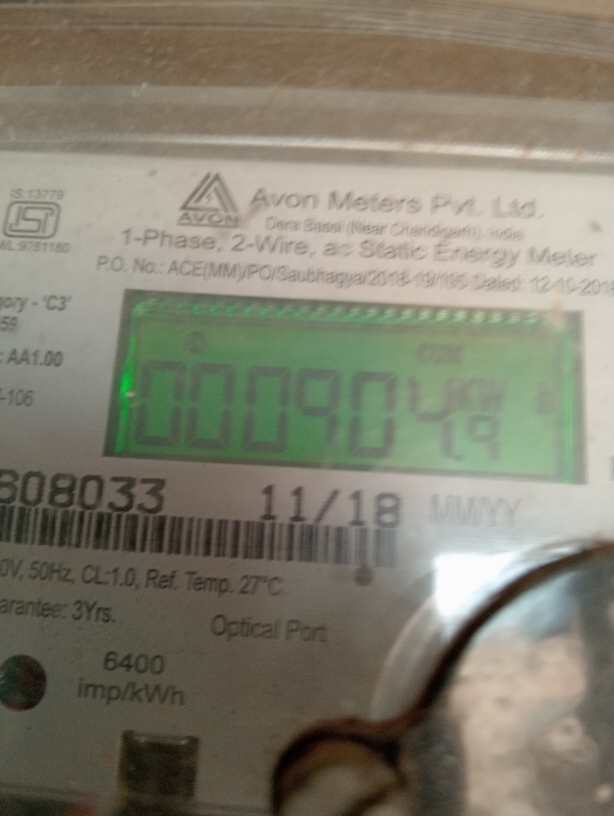 IS:13779
AVON
Avon Meters Pvt. Ltd.
Dera Bassi (Near Chandigarh), India
1-Phase, 2-Wire, ac Static Energy Meter
P.O. No.: ACE(MM)/PO/Saubhagya/2018-19/195 Dated: 12-10-2018
gory - 'C3'
59
: AA1.00
-106
608033 11/18 MM/YY
0V, 50Hz, CL:1.0, Ref. Temp. 27°C
arantee: 3Yrs.
Optical Port
6400
imp/kWh